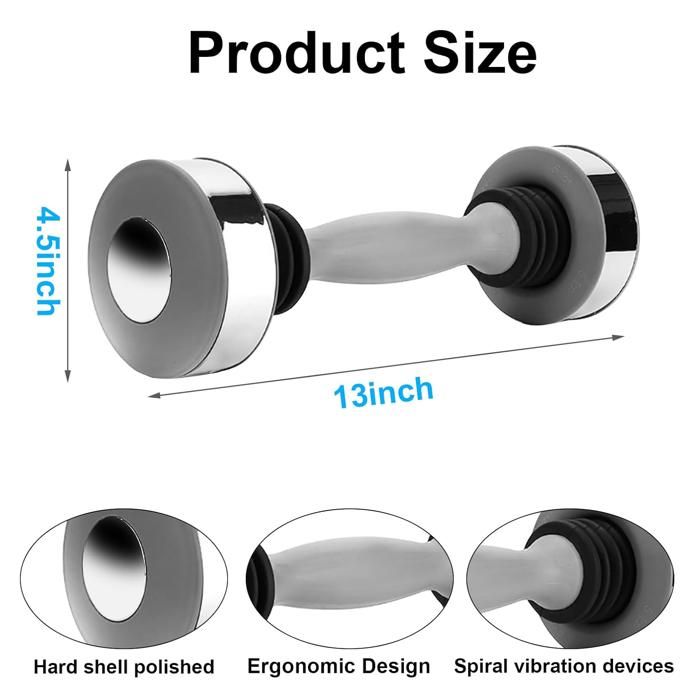 Product Size
4.5inch
13inch
Hard shell polished
Ergonomic Design
Spiral vibration devices